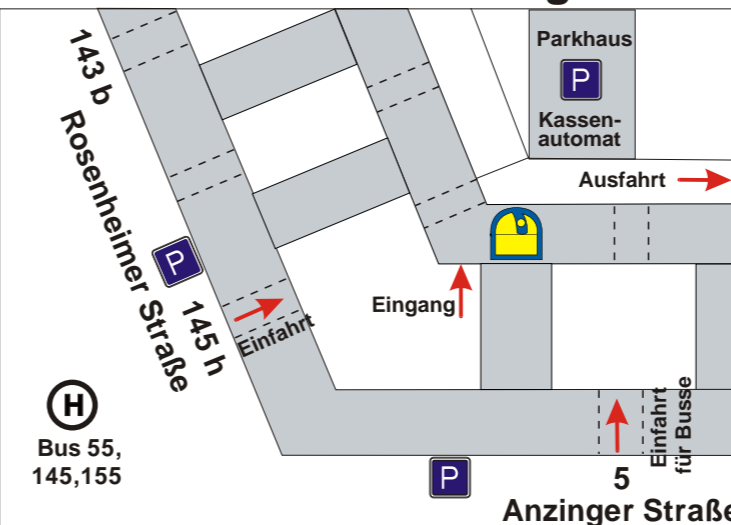 Parkhaus
P
Kassen-
automat
Ausfahrt
143 b
Rosenheimer Straße
P
145 h
Einfahrt
Eingang
H
Bus 55,
145,155
P
Einfahrt
für Busse
5
Anzinger Straße